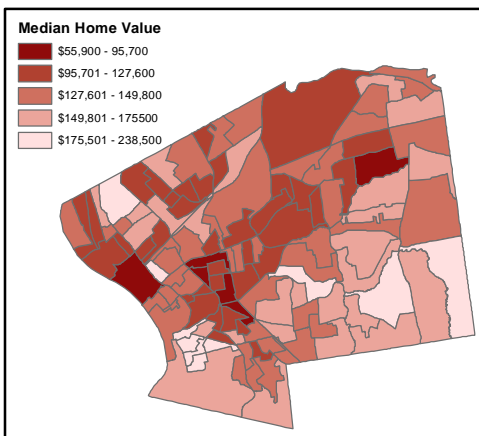 Median Home Value
$55,900 - 95,700
$95,701 - 127,600
$127,601 - 149,800
$149,801 - 175500
$175,501 - 238,500